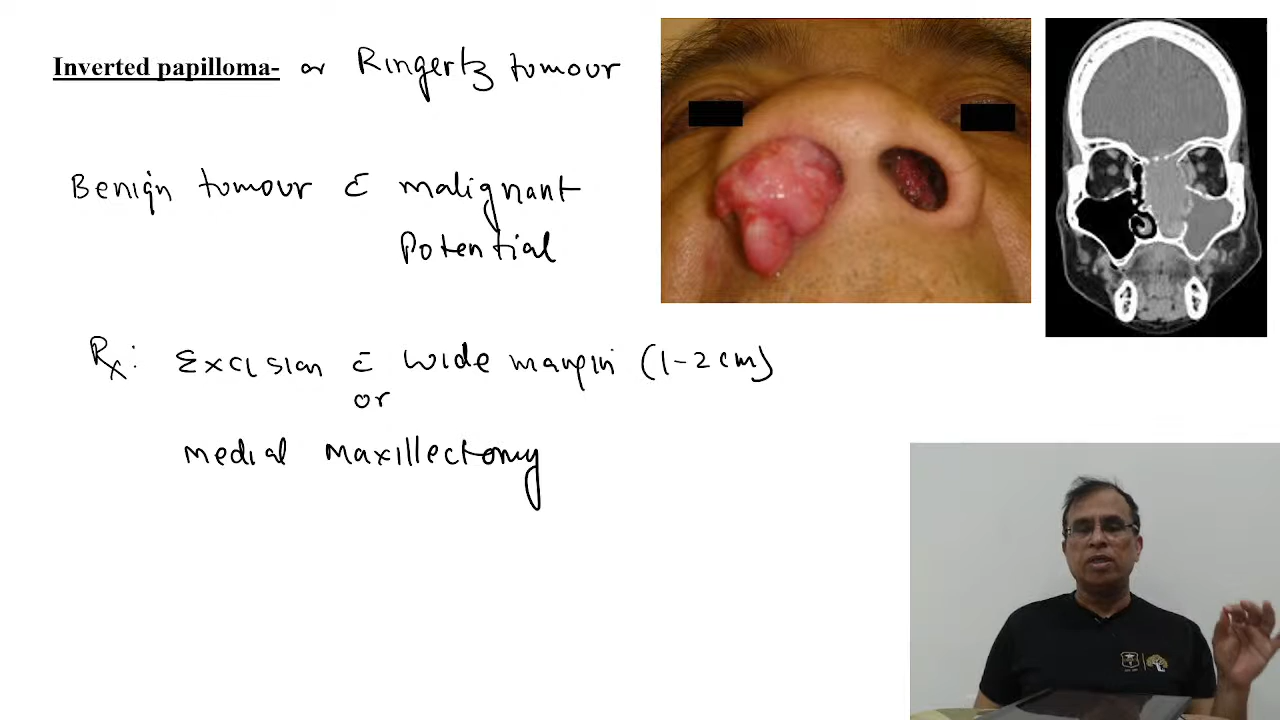 Inverted papilloma- or Ringertz tumour
Benign tumour c̄ malignant
Potential
Rx: Excision c̄ wide margin (1-2cm)
or
medial maxillectomy